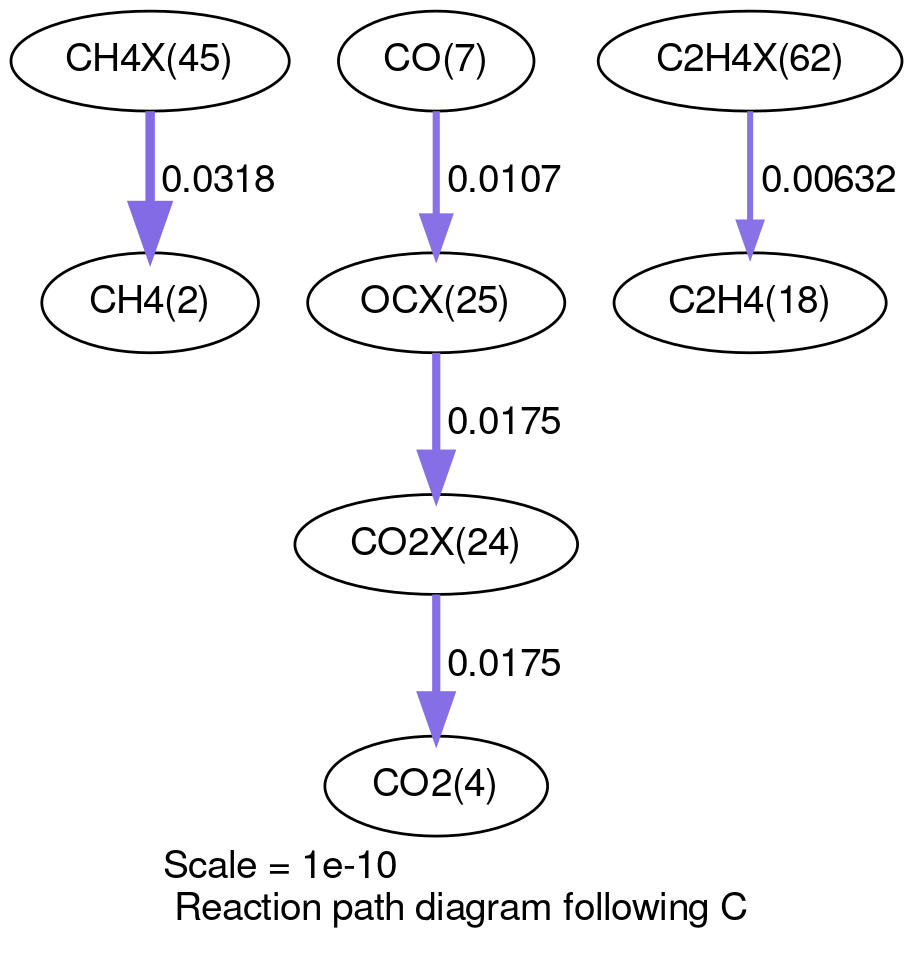 CH4X(45)
CO(7)
C2H4X(62)
0.0318
0.0107
0.00632
CH4(2)
OCX(25)
C2H4(18)
0.0175
CO2X(24)
0.0175
CO2(4)
Scale = 1e-10
Reaction path diagram following C